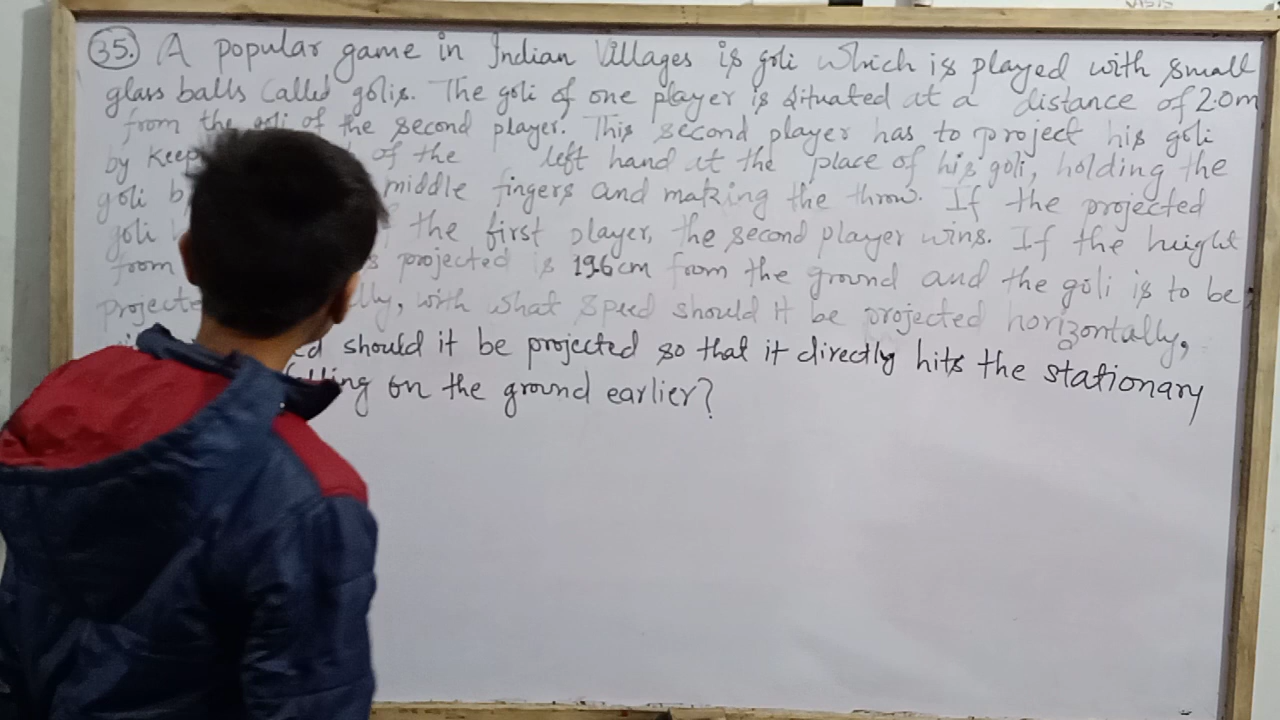 35. A popular game in Indian Villages is goli which is played with small
glass balls called golis. The goli of one player is situated at a distance of 2.0m
from the goli of the second player. This second player has to project his goli
by keep of the left hand at the place of his goli, holding the
goli b middle fingers and making the throw. If the projected
goli the first player, the second player wins. If the height
from projected is 19.6cm from the ground and the goli is to be
projecte lly, with what speed should it be projected horizontally,
ed should it be projected so that it directly hits the stationary
lling on the ground earlier?